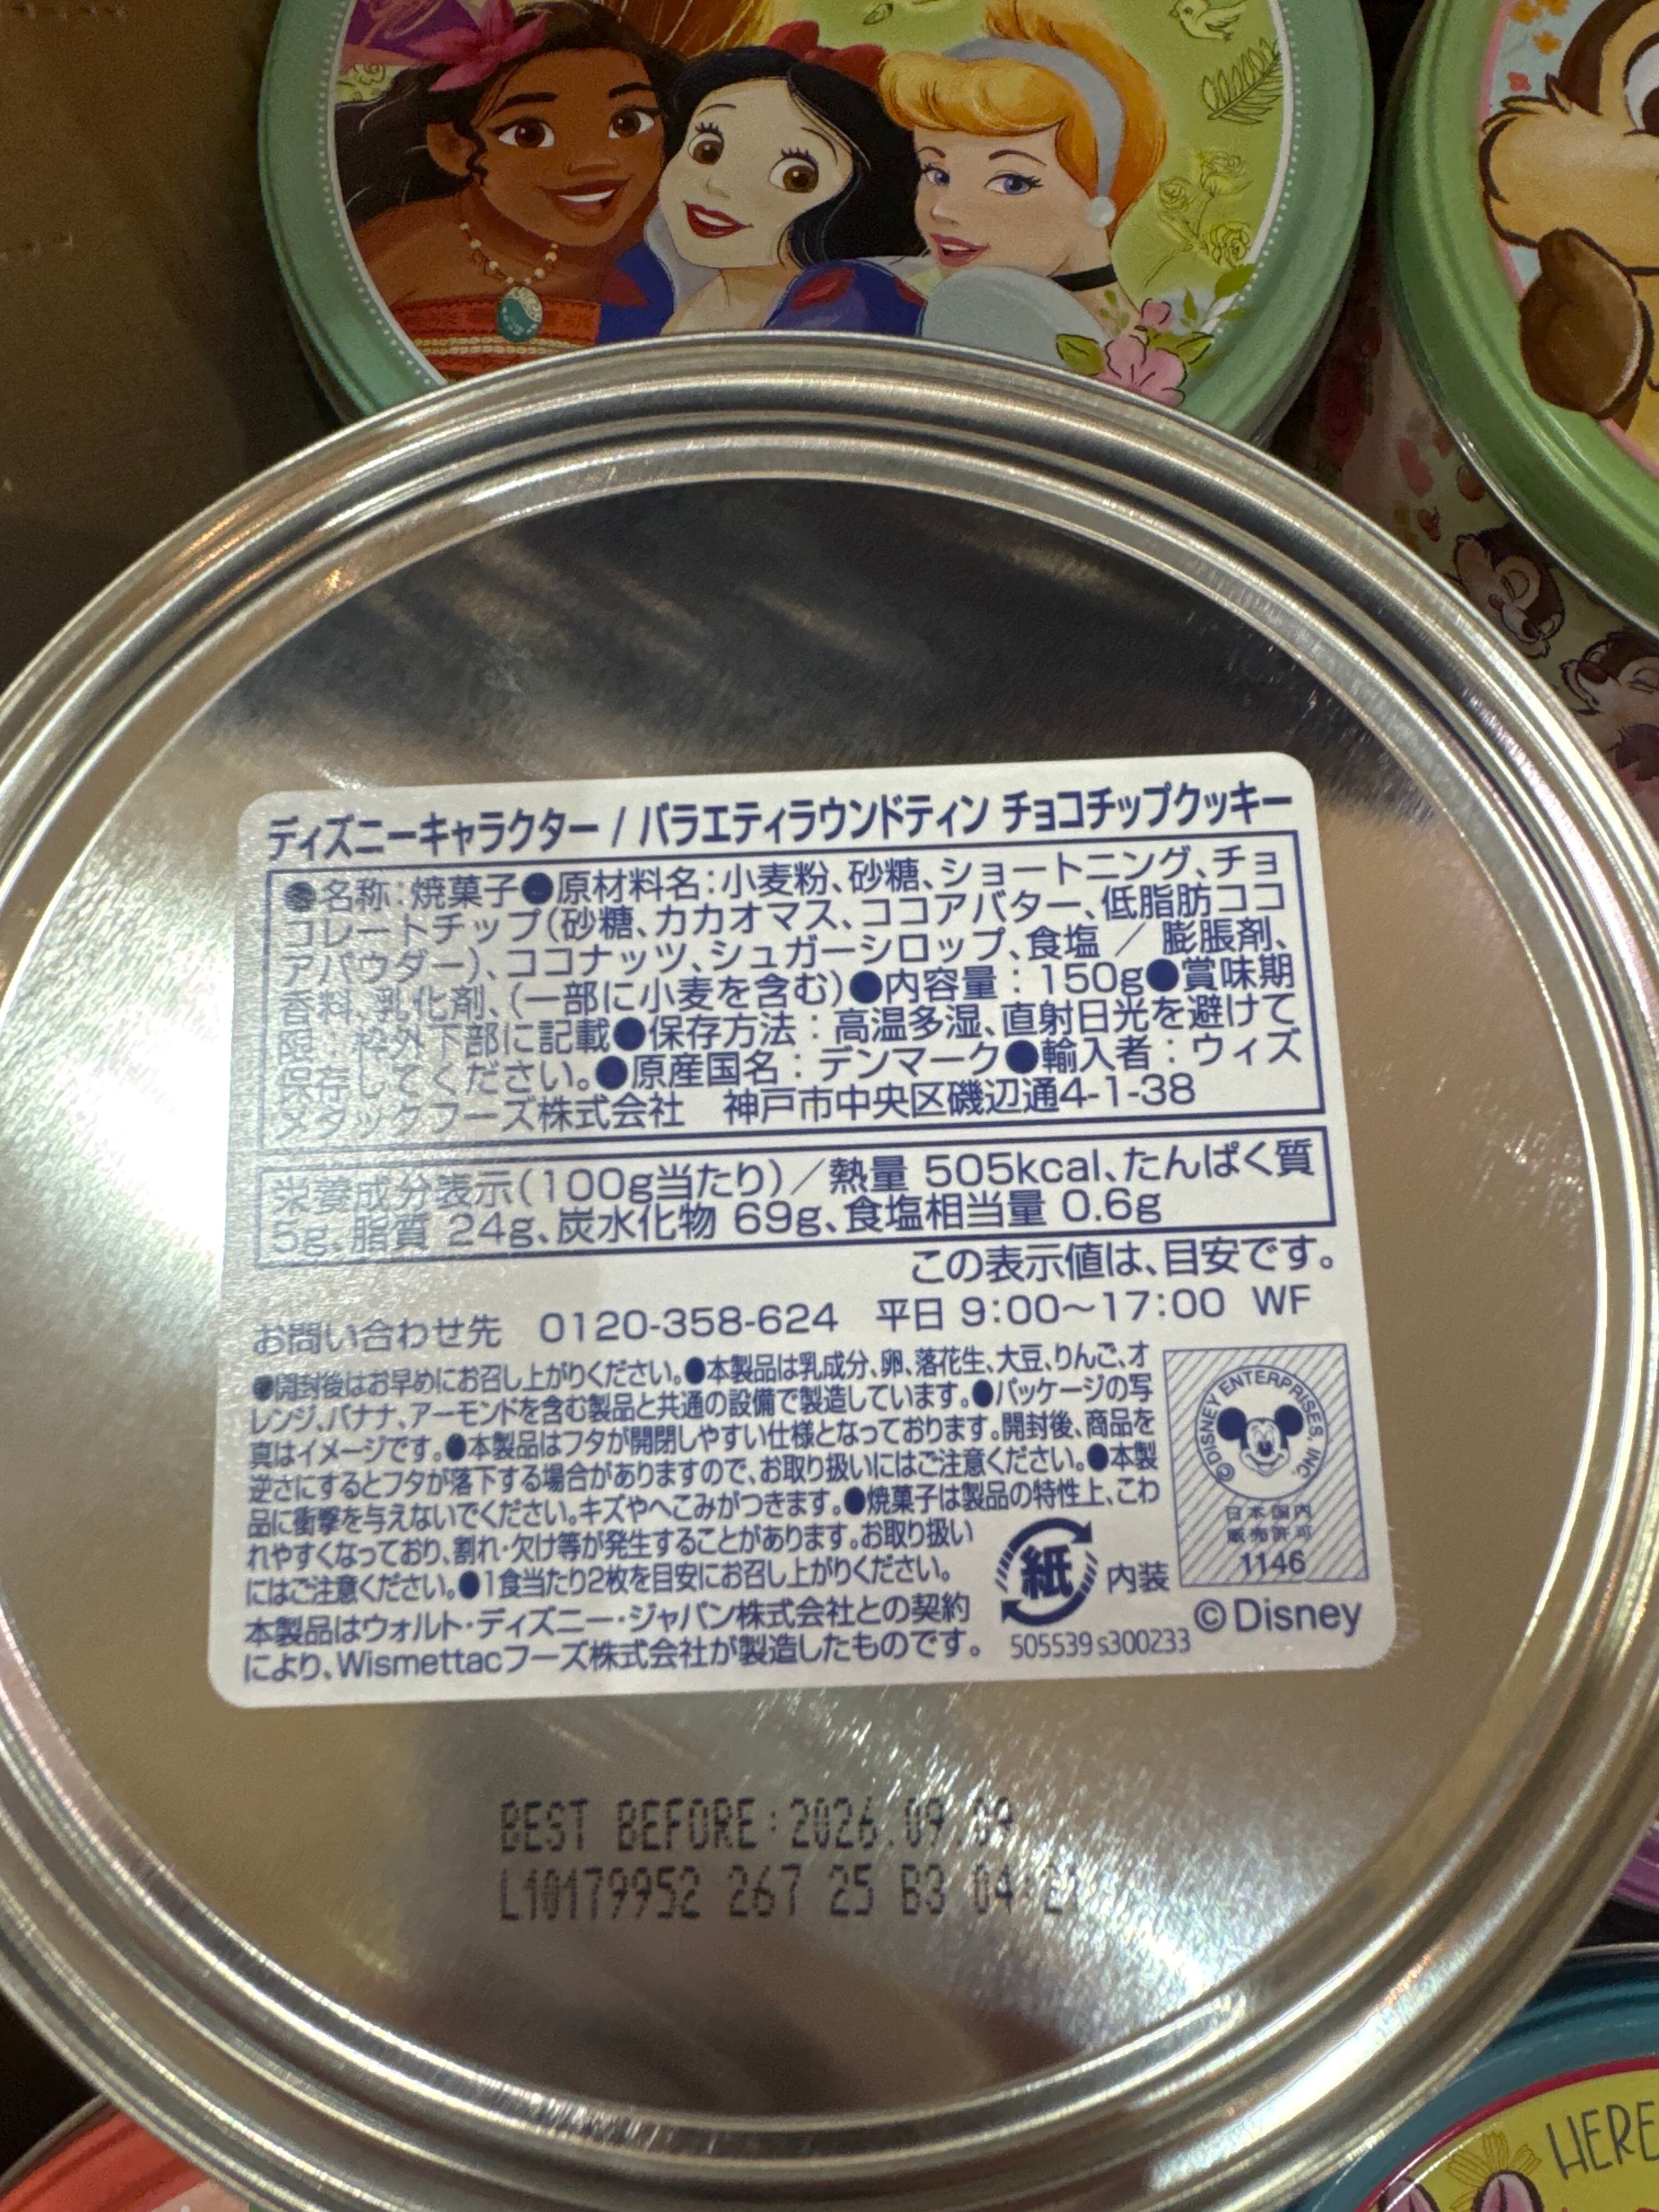 ディズニーキャラクター / バラエティラウンドティン チョコチップクッキー
●名称：焼菓子●原材料名：小麦粉、砂糖、ショートニング、チョ
コレートチップ(砂糖、カカオマス、ココアバター、低脂肪ココ
アパウダー)、ココナッツ、シュガーシロップ、食塩 ／ 膨脹剤、
香料、乳化剤、(一部に小麦を含む)●内容量：150g●賞味期
限：枠外下部に記載●保存方法：高温多湿、直射日光を避けて
保存してください。●原産国名：デンマーク●輸入者：ウィズ
メタックフーズ株式会社 神戸市中央区磯辺通4-1-38
栄養成分表示(100g当たり)／熱量 505kcal、たんぱく質
5g、脂質 24g、炭水化物 69g、食塩相当量 0.6g
この表示値は、目安です。
お問い合わせ先 0120-358-624 平日 9:00～17:00 WF
●開封後はお早めにお召し上がりください。●本製品は乳成分、卵、落花生、大豆、りんご、オ
レンジ、バナナ、アーモンドを含む製品と共通の設備で製造しています。●パッケージの写
真はイメージです。●本製品はフタが開閉しやすい仕様となっております。開封後、商品を
逆さにするとフタが落下する場合がありますので、お取り扱いにはご注意ください。●本製
品に衝撃を与えないでください。キズやへこみがつきます。●焼菓子は製品の特性上、こわ
れやすくなっており、割れ・欠け等が発生することがあります。お取り扱い
にはご注意ください。●1食当たり2枚を目安にお召し上がりください。
本製品はウォルト・ディズニー・ジャパン株式会社との契約
により、Wismettacフーズ株式会社が製造したものです。
紙 内装
505539 s300233
©DISNEY ENTERPRISES, INC.
日本国内
販売許可
1146
©Disney
BEST BEFORE:2026.09.09
L10179952 267 25 B3
HERE